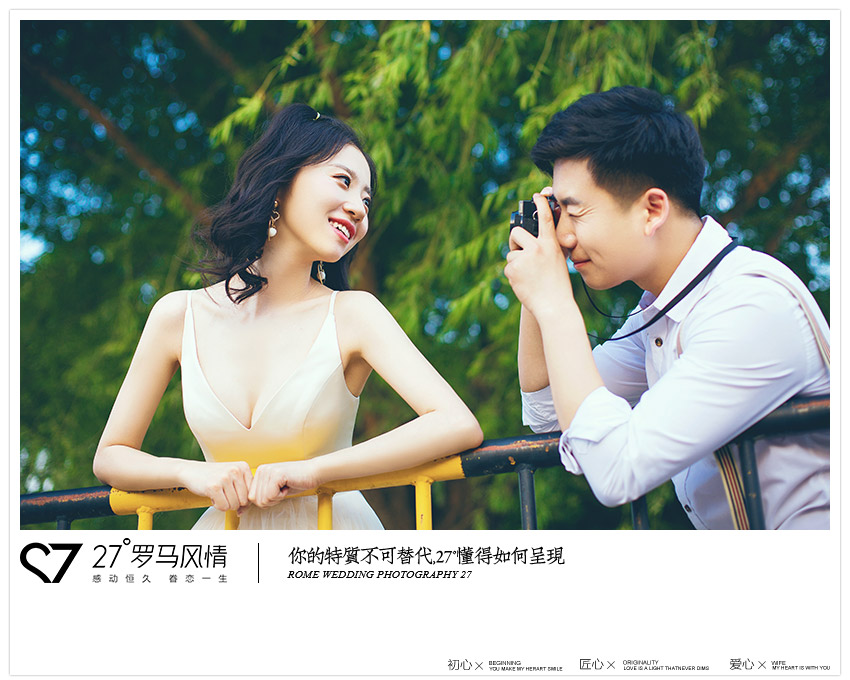 27°罗马风情
感动恒久 眷恋一生
你的特質不可替代,27°懂得如何呈現
ROME WEDDING PHOTOGRAPHY 27
初心×
BEGINNING
YOU MAKE MY HERART SMILE
匠心×
ORIGINALITY
LOVE IS A LIGHT THATNEVER DIMS
爱心×
WIFE
MY HEART IS WITH YOU